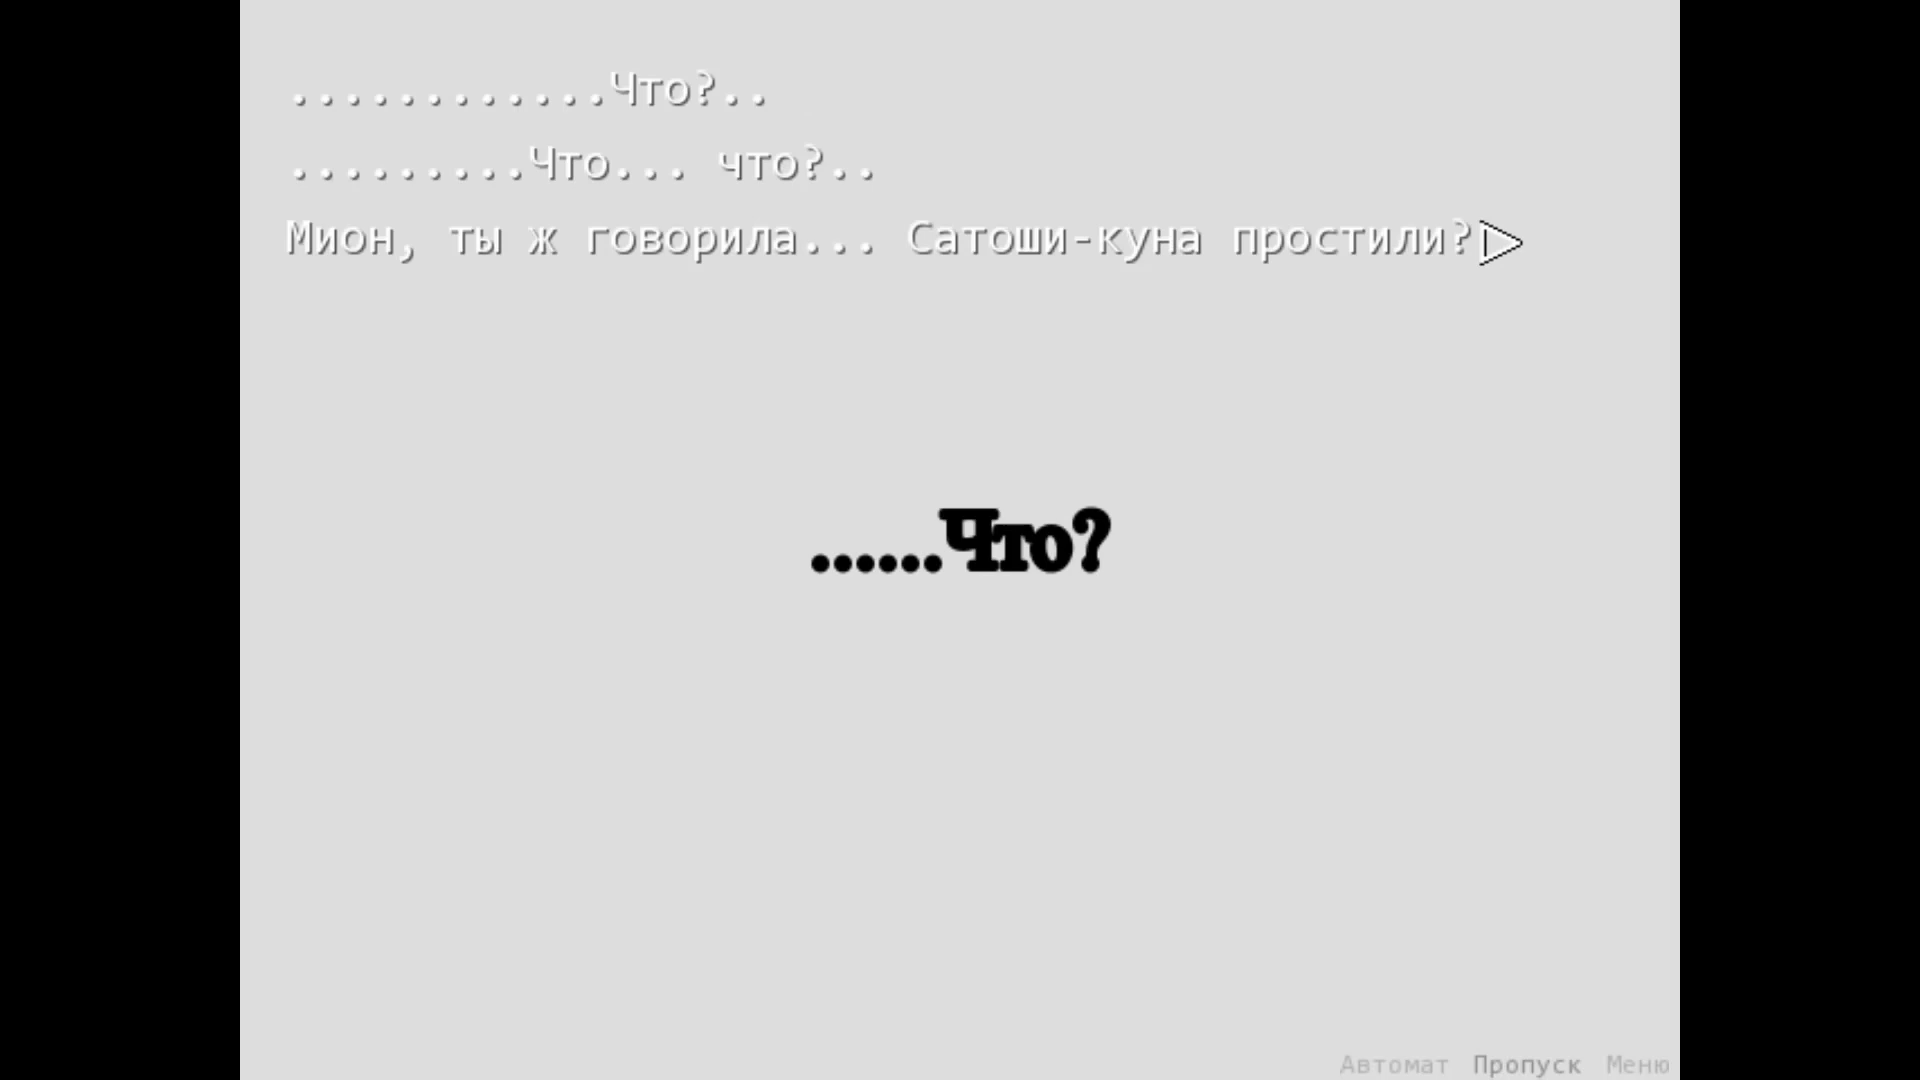 ............Что?..
.........Что... что?..
Мион, ты ж говорила... Сатоши-куна простили?
......Что?
Автомат Пропуск Меню